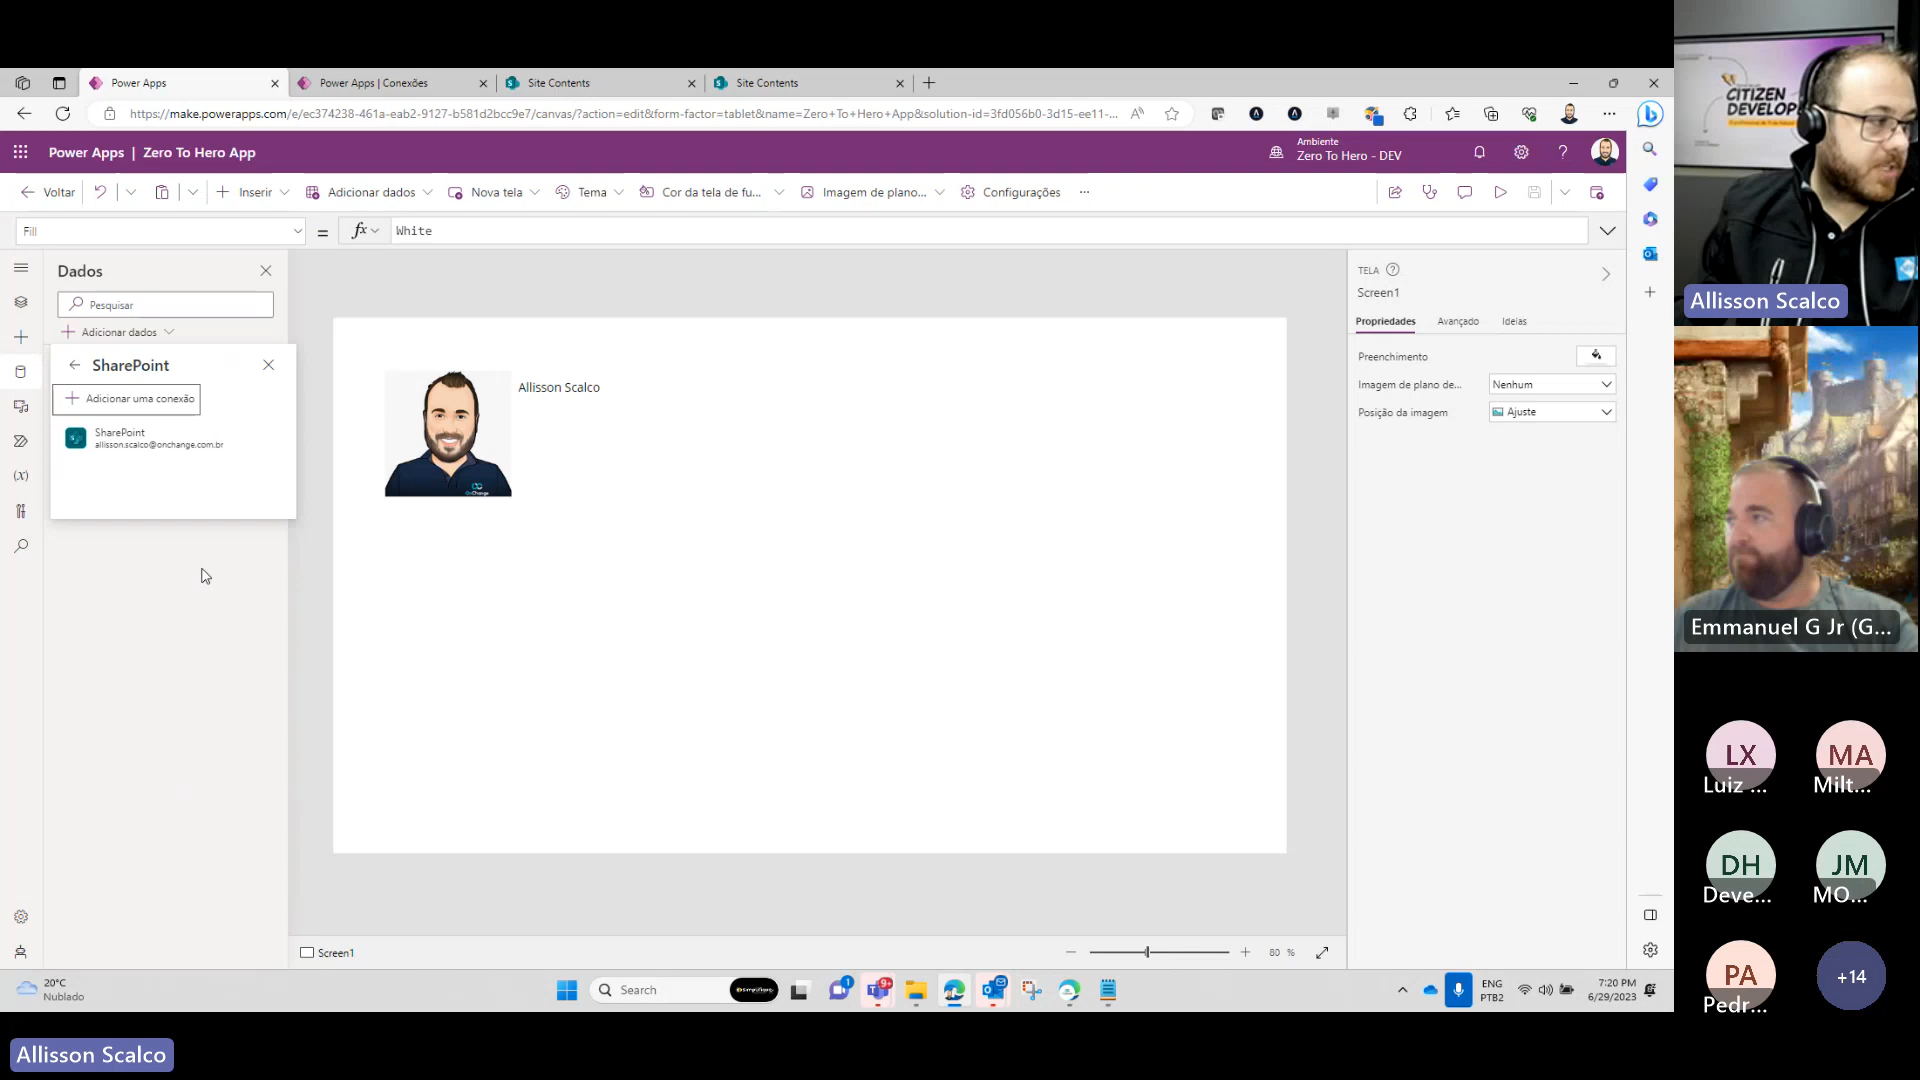 Power Apps
Power Apps | Conexões
Site Contents
Site Contents
https://make.powerapps.com/e/ec374238-461a-eab2-9127-b581d2bcc9e7/canvas/?action=edit&form-factor=tablet&name=Zero+To+Hero+App&solution-id=3fd056b0-3d15-ee11-...
Power Apps | Zero To Hero App
Ambiente
Zero To Hero - DEV
Voltar
Inserir
Adicionar dados
Nova tela
Tema
Cor da tela de fu...
Imagem de plano...
Configurações
Fill
=
fx
White
Dados
Pesquisar
Adicionar dados
SharePoint
Adicionar uma conexão
SharePoint
allisson.scalco@onchange.com.br
Allisson Scalco
OnChange
TELA
Screen1
Propriedades
Avançado
Ideias
Preenchimento
Imagem de plano de...
Nenhum
Posição da imagem
Ajuste
Screen1
80 %
20°C
Nublado
Search
1
9+
ENG
PTB2
7:20 PM
6/29/2023
CITIZEN
DEVELOP
Allisson Scalco
Emmanuel G Jr (G...
LX
Luiz ...
MA
Milt...
DH
Deve...
JM
MO...
PA
Pedr...
+14
Allisson Scalco